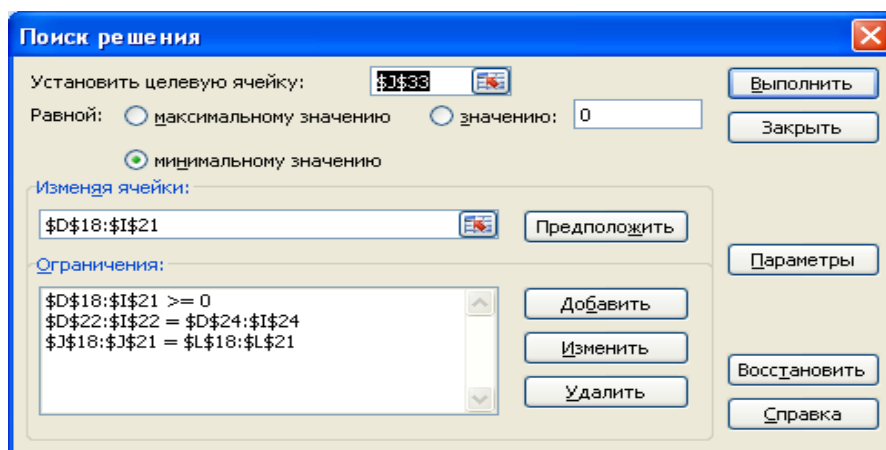 Поиск решения
Установить целевую ячейку: $J$33
Равной: максимальному значению значению: 0
минимальному значению
Изменяя ячейки:
$D$18:$I$21
Предположить
Ограничения:
$D$18:$I$21 >= 0
$D$22:$I$22 = $D$24:$I$24
$J$18:$J$21 = $L$18:$L$21
Добавить
Изменить
Удалить
Выполнить
Закрыть
Параметры
Восстановить
Справка